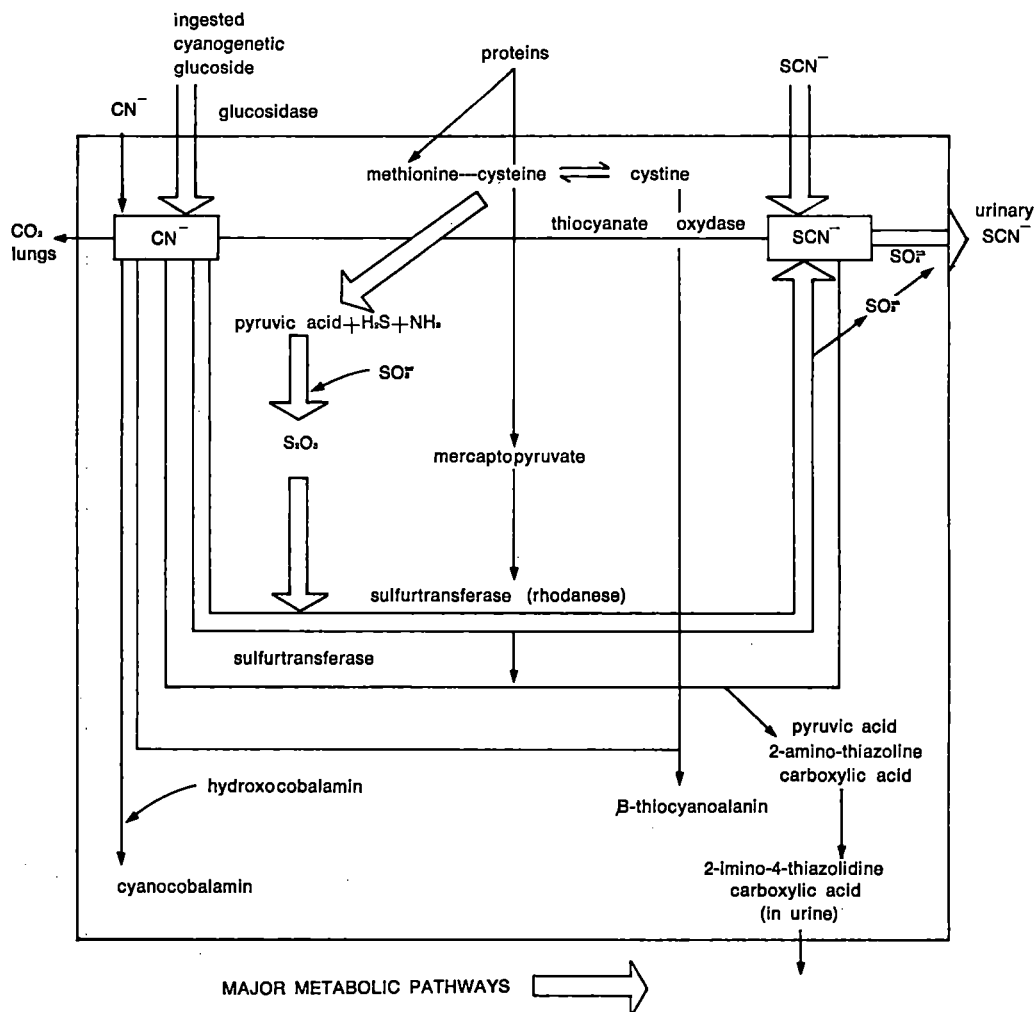 ingested
cyanogenetic
glucoside
proteins
SCN⁻
CN⁻
glucosidase
methionine---cysteine ⇌ cystine
urinary
SCN⁻
CO₂
lungs
CN⁻
thiocyanate oxydase
SCN⁻
SO₃⁼
SO₃⁼
pyruvic acid+H₂S+NH₃
SO₃⁼
S₂O₃
mercaptopyruvate
sulfurtransferase (rhodanese)
sulfurtransferase
pyruvic acid
2-amino-thiazoline
carboxylic acid
hydroxocobalamin
β-thiocyanoalanin
cyanocobalamin
2-imino-4-thiazolidine
carboxylic acid
(in urine)
MAJOR METABOLIC PATHWAYS